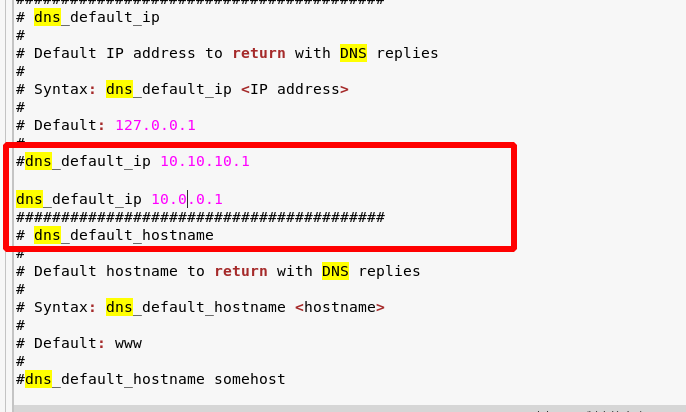 ########################################
# dns_default_ip
#
# Default IP address to return with DNS replies
#
# Syntax: dns_default_ip <IP address>
#
# Default: 127.0.0.1
#
#dns_default_ip 10.10.10.1
dns_default_ip 10.0.0.1
#########################################
# dns_default_hostname
#
# Default hostname to return with DNS replies
#
# Syntax: dns_default_hostname <hostname>
#
# Default: www
#
#dns_default_hostname somehost